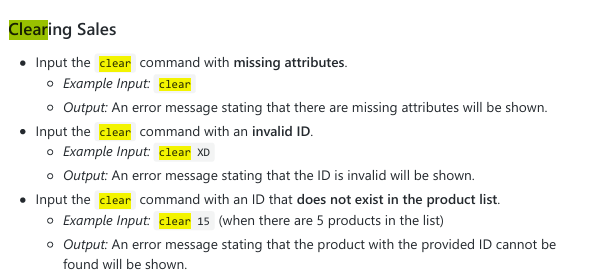 Clearing Sales
• Input the clear command with missing attributes.
◦ Example Input: clear
◦ Output: An error message stating that there are missing attributes will be shown.
• Input the clear command with an invalid ID.
◦ Example Input: clear XD
◦ Output: An error message stating that the ID is invalid will be shown.
• Input the clear command with an ID that does not exist in the product list.
◦ Example Input: clear 15 (when there are 5 products in the list)
◦ Output: An error message stating that the product with the provided ID cannot be
found will be shown.